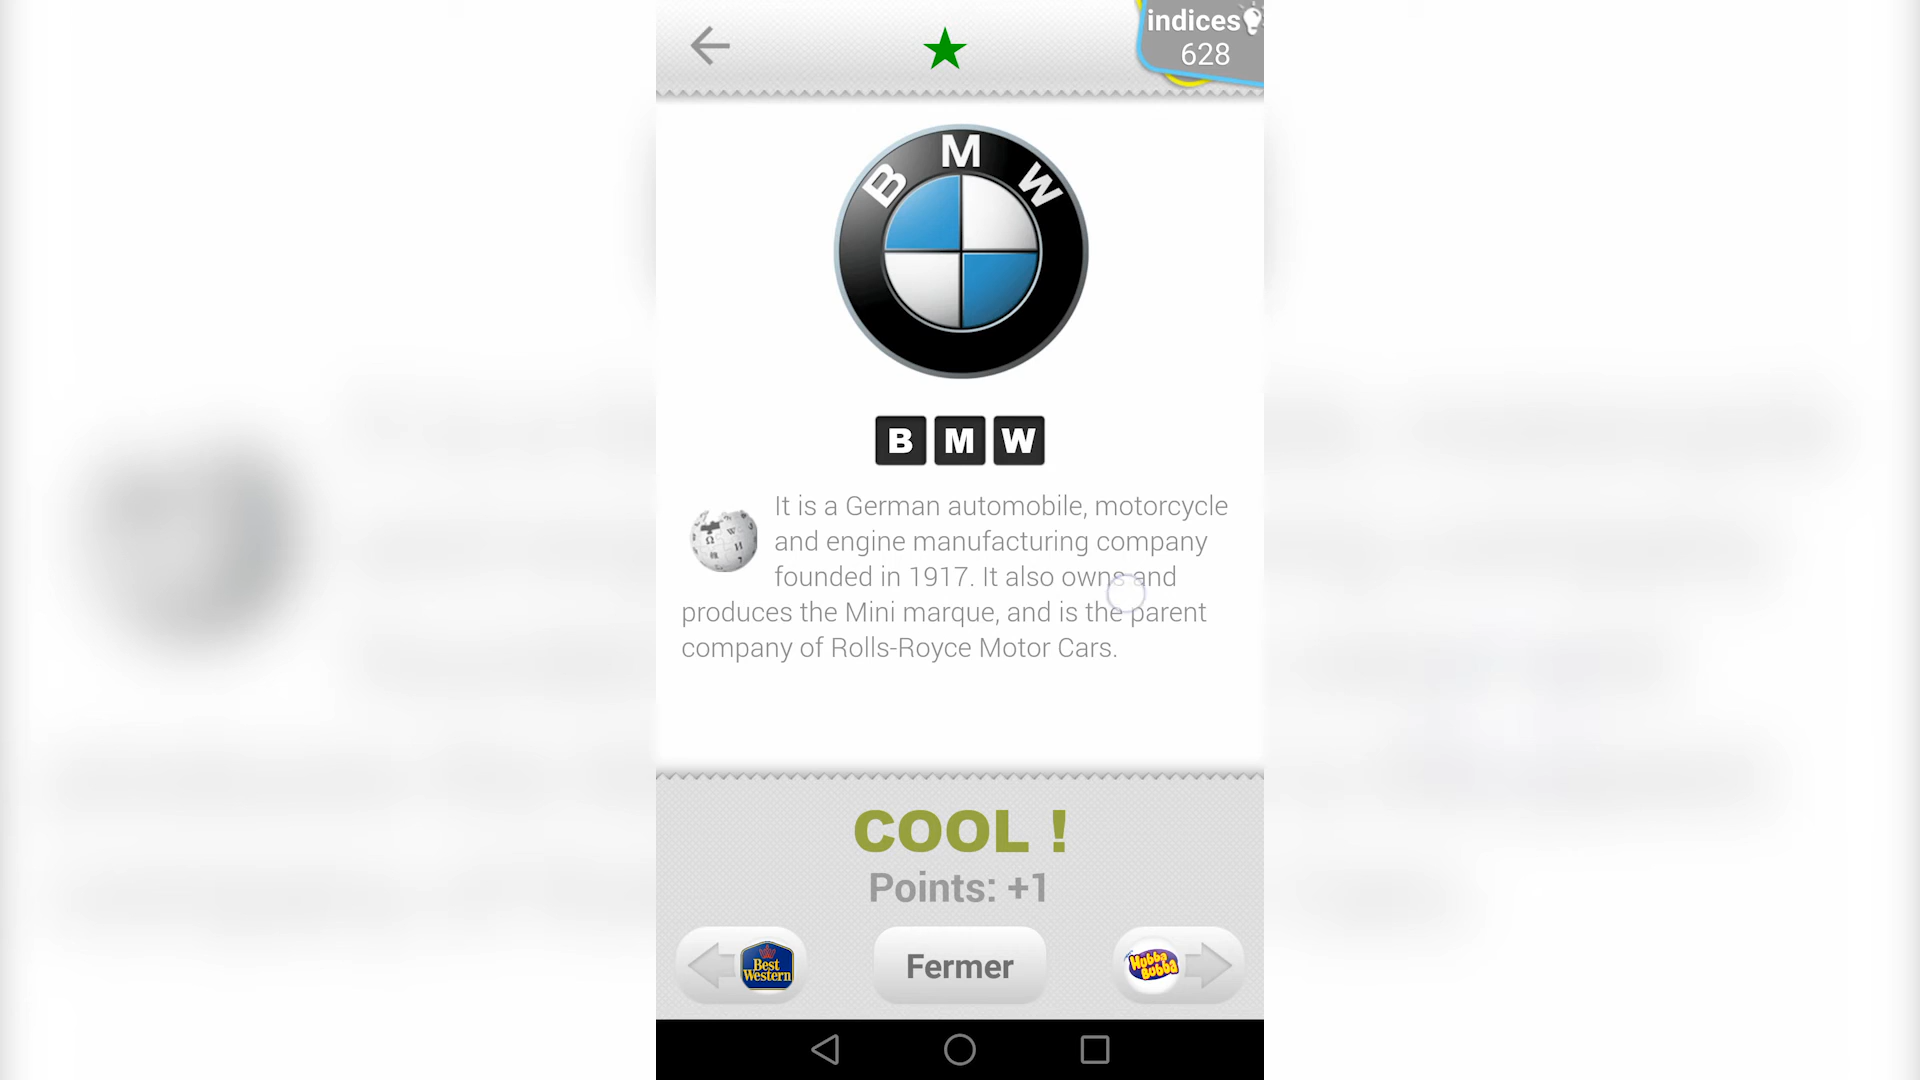 indices
628
B M W
B M W
It is a German automobile, motorcycle
and engine manufacturing company
founded in 1917. It also owns and
produces the Mini marque, and is the parent
company of Rolls-Royce Motor Cars.
COOL !
Points: +1
Best
Western
Fermer
Hubba
Bubba